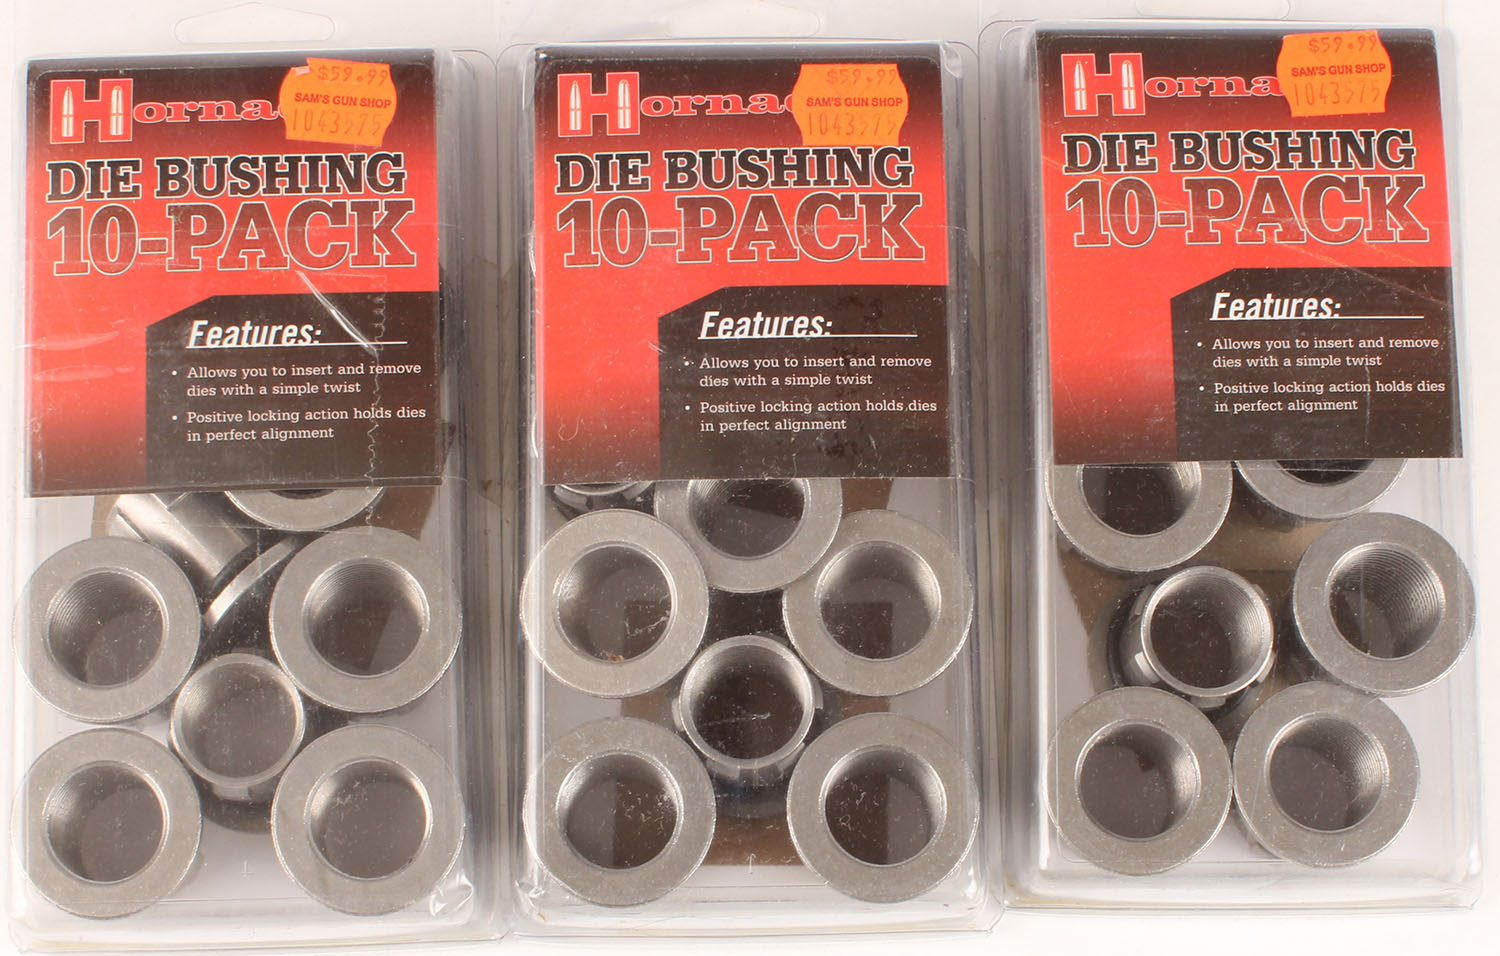 Horna
$59.99
SAM'S GUN SHOP
1043575
DIE BUSHING
10-PACK
Features:
• Allows you to insert and remove
dies with a simple twist
• Positive locking action holds dies
in perfect alignment
Horna
$59.99
SAM'S GUN SHOP
1043575
DIE BUSHING
10-PACK
Features:
• Allows you to insert and remove
dies with a simple twist
• Positive locking action holds dies
in perfect alignment
Horna
$59.99
SAM'S GUN SHOP
1043575
DIE BUSHING
10-PACK
Features:
• Allows you to insert and remove
dies with a simple twist
• Positive locking action holds dies
in perfect alignment